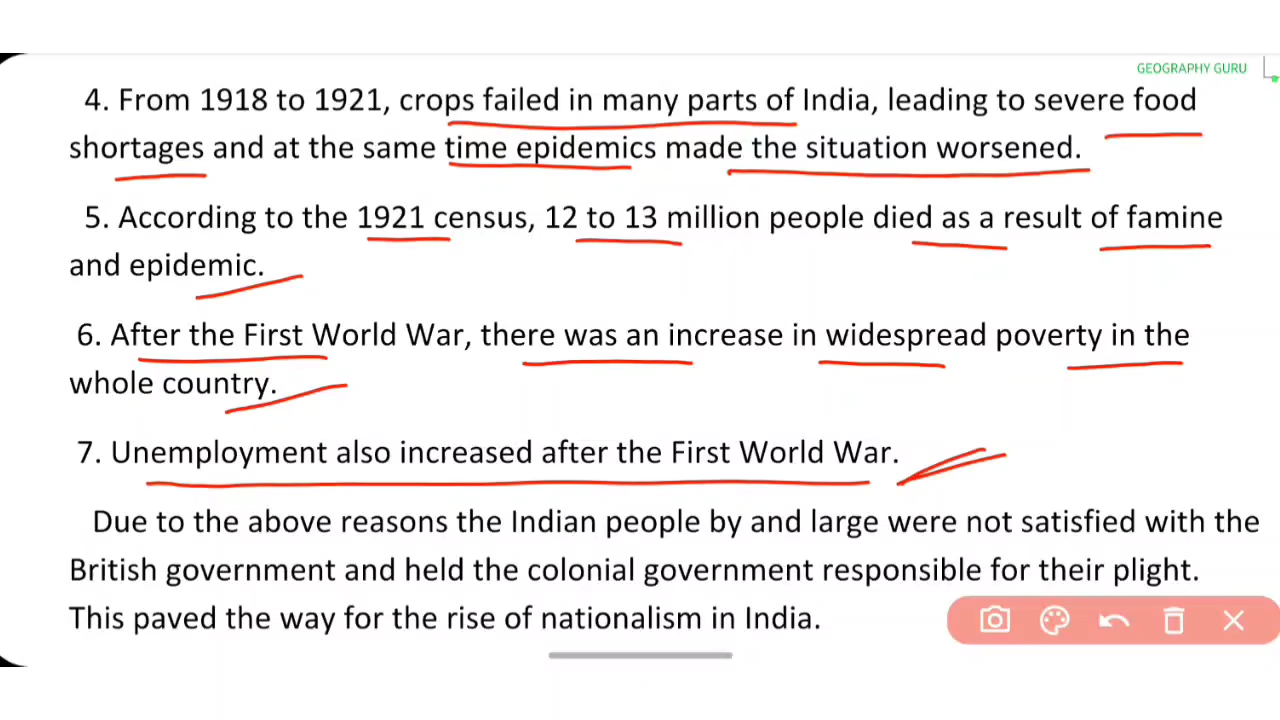 GEOGRAPHY GURU
4. From 1918 to 1921, crops failed in many parts of India, leading to severe food
shortages and at the same time epidemics made the situation worsened.
5. According to the 1921 census, 12 to 13 million people died as a result of famine
and epidemic.
6. After the First World War, there was an increase in widespread poverty in the
whole country.
7. Unemployment also increased after the First World War.
Due to the above reasons the Indian people by and large were not satisfied with the
British government and held the colonial government responsible for their plight.
This paved the way for the rise of nationalism in India.